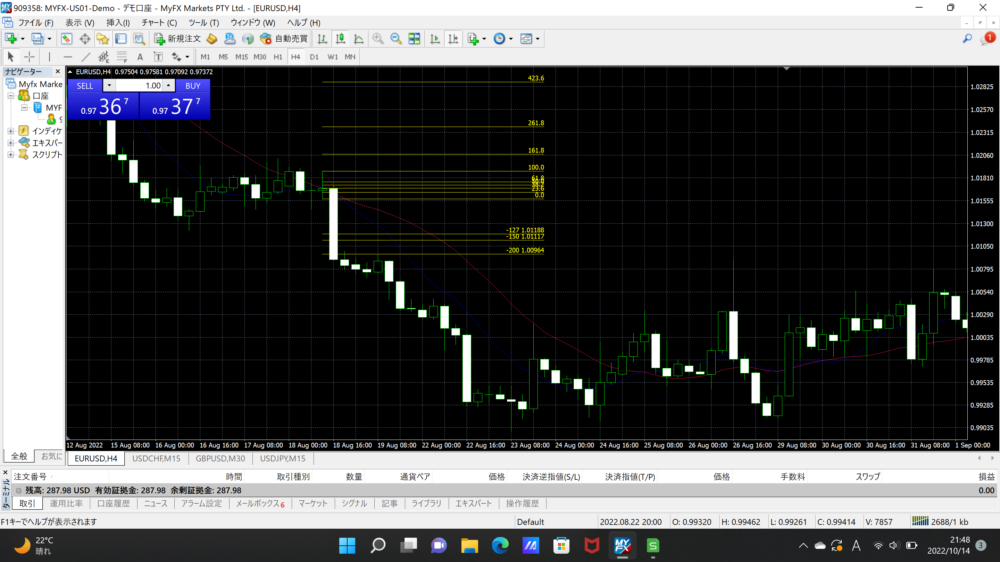 909358: MYFX-US01-Demo - デモ口座 - MyFX Markets PTY Ltd. - [EURUSD,H4]
ファイル (F) 表示 (V) 挿入(I) チャート (C) ツール (T) ウィンドウ (W) ヘルプ (H)
新規注文 自動売買 1
E F A T M1 M5 M15 M30 H1 H4 D1 W1 MN
ナビゲーター
Myfx Marke
口座
MYF
9
インディケ
エキスパー
スクリプト
全般 お気に
EURUSD,H4 0.97504 0.97581 0.97092 0.97372
SELL 1.00 BUY
0.97 36 7 0.97 37 7
423.6
261.8
161.8
100.0
61.8
50.0
38.2
23.6
0.0
-127 1.01188
-150 1.01117
-200 1.00964
1.02825
1.02570
1.02315
1.02060
1.01810
1.01555
1.01300
1.01050
1.00795
1.00540
1.00290
1.00035
0.99785
0.99535
0.99285
0.99035
12 Aug 2022 15 Aug 08:00 16 Aug 00:00 16 Aug 16:00 17 Aug 08:00 18 Aug 00:00 18 Aug 16:00 19 Aug 08:00 22 Aug 00:00 22 Aug 16:00 23 Aug 08:00 24 Aug 00:00 24 Aug 16:00 25 Aug 08:00 26 Aug 00:00 26 Aug 16:00 29 Aug 08:00 30 Aug 00:00 30 Aug 16:00 31 Aug 08:00 1 Sep 00:00
EURUSD,H4 USDCHF,M15 GBPUSD,M30 USDJPY,M15
ターミナル
注文番号 時間 取引種別 数量 通貨ペア 価格 決済逆指値(S/L) 決済指値(T/P) 価格 手数料 スワップ 損益
残高: 287.98 USD 有効証拠金: 287.98 余剰証拠金: 287.98 0.00
取引 運用比率 口座履歴 ニュース アラーム設定 メールボックス 6 マーケット シグナル 記事 ライブラリ エキスパート 操作履歴
F1キーでヘルプが表示されます Default 2022.08.22 20:00 O: 0.99320 H: 0.99462 L: 0.99261 C: 0.99414 V: 7857 2688/1 kb
22°C
晴れ
MY
FX
S
A
21:48
2022/10/14
3